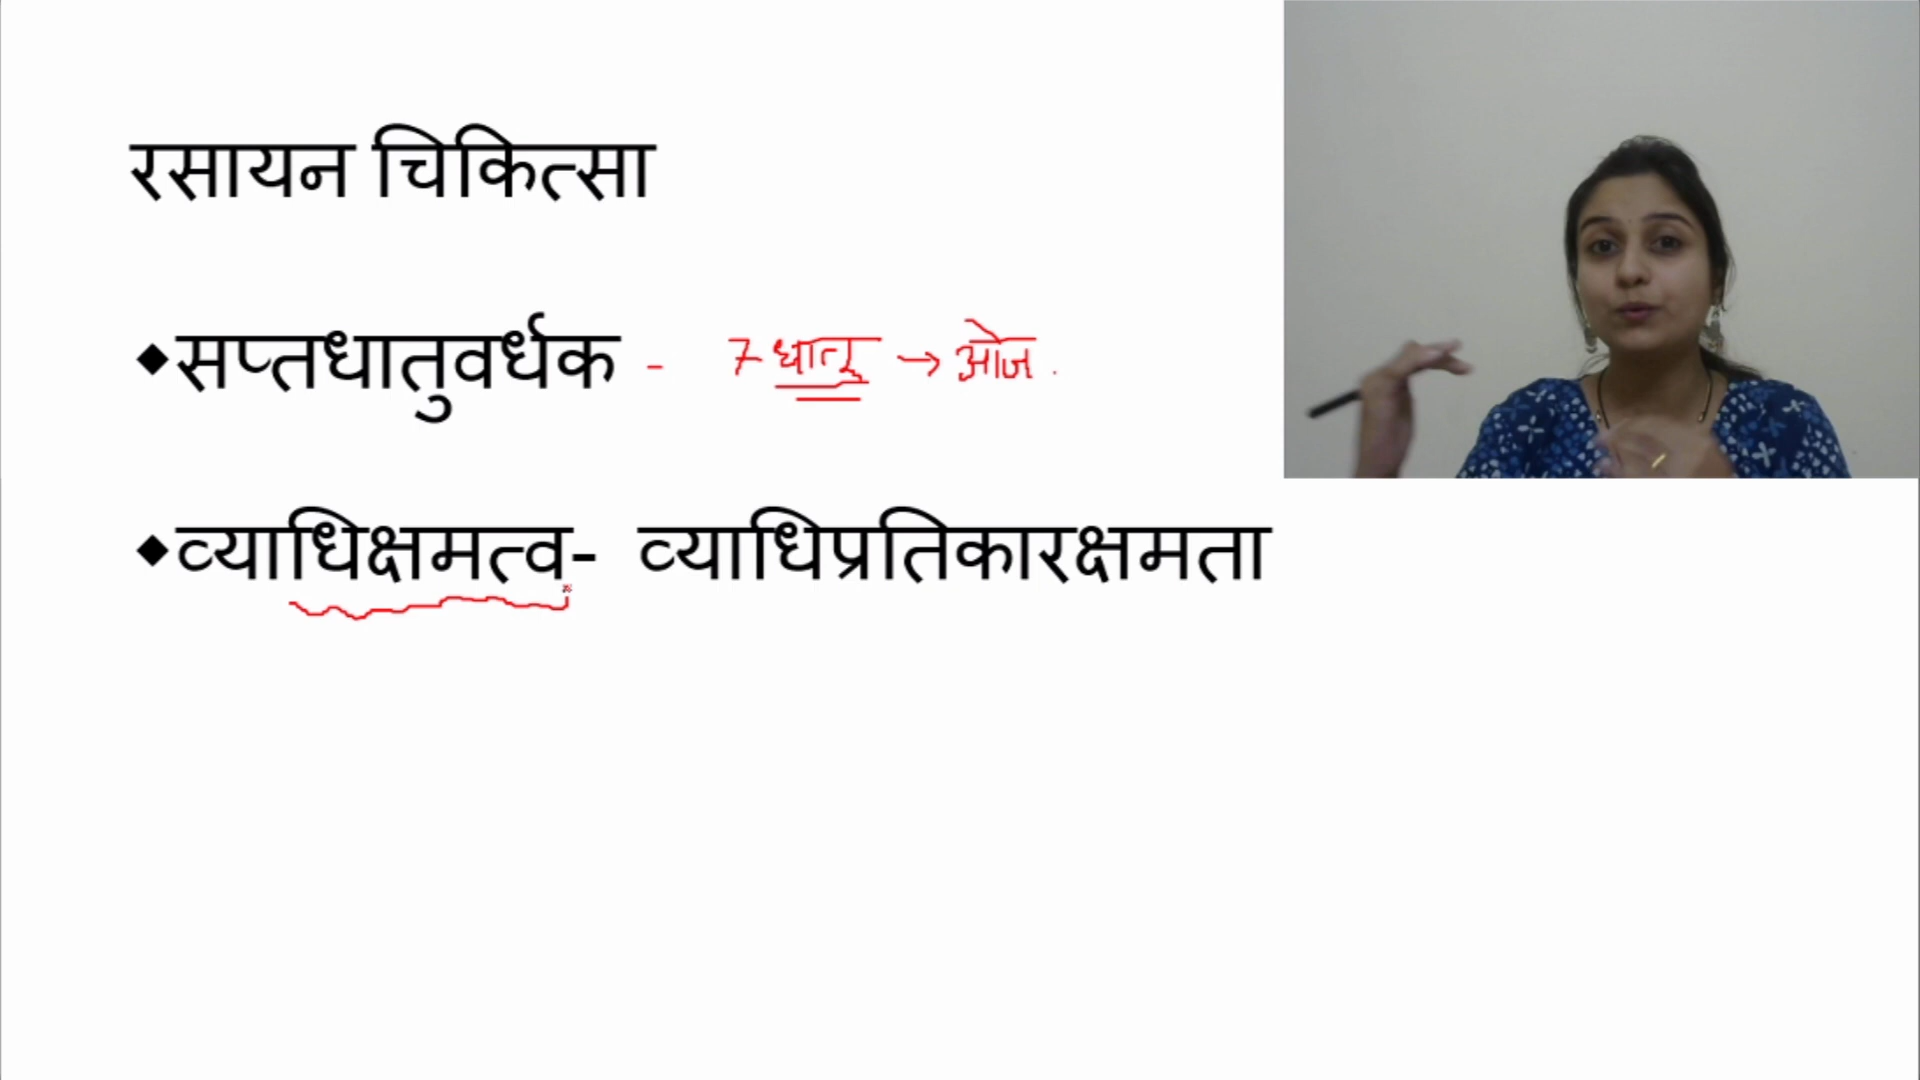 रसायन चिकित्सा
◆सप्तधातुवर्धक - 7 धातू → ओज.
◆व्याधिक्षमत्व- व्याधिप्रतिकारक्षमता